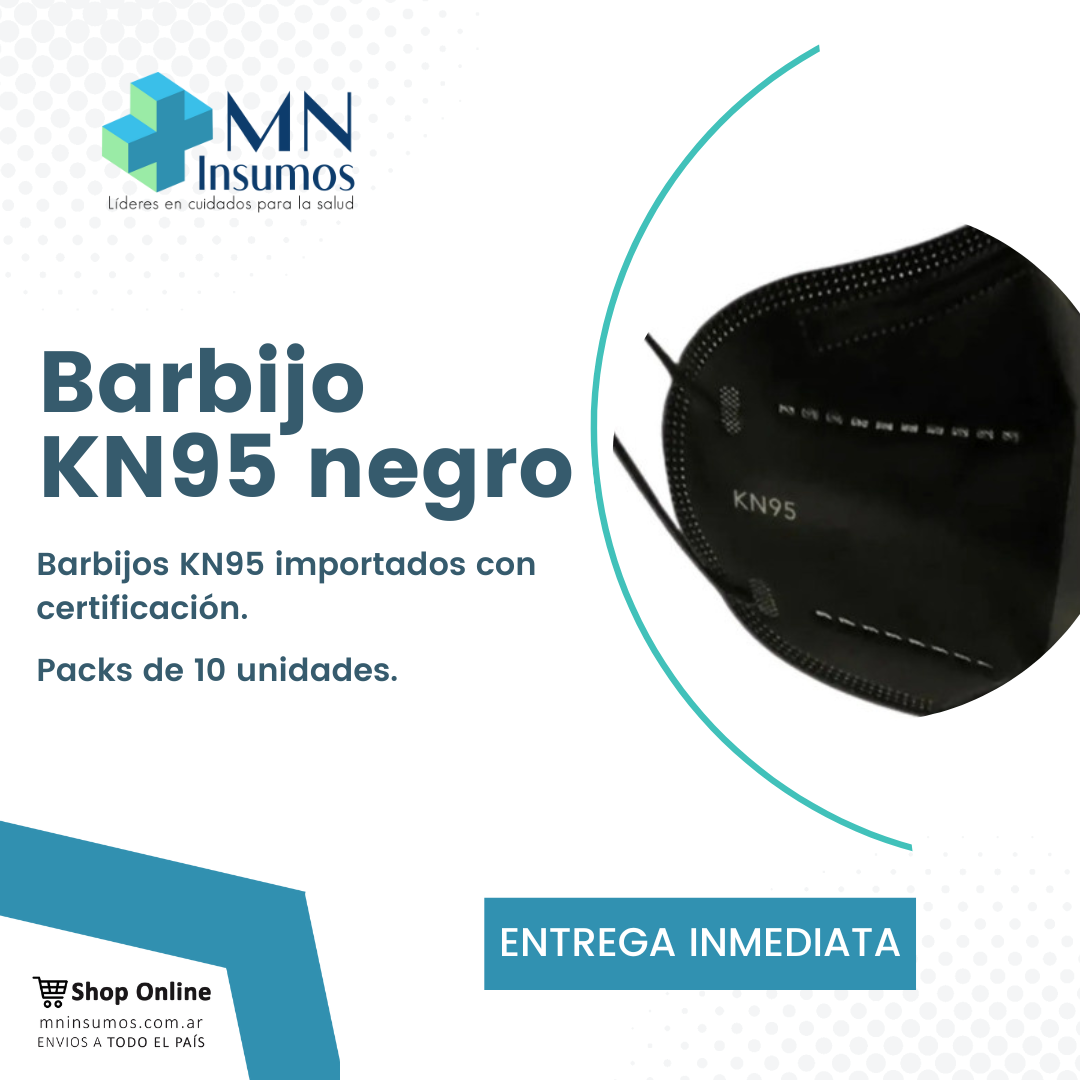 MN
Insumos
Líderes en cuidados para la salud
Barbijo
KN95 negro
Barbijos KN95 importados con
certificación.
Packs de 10 unidades.
KN95
ENTREGA INMEDIATA
Shop Online
mninsumos.com.ar
ENVIOS A TODO EL PAÍS